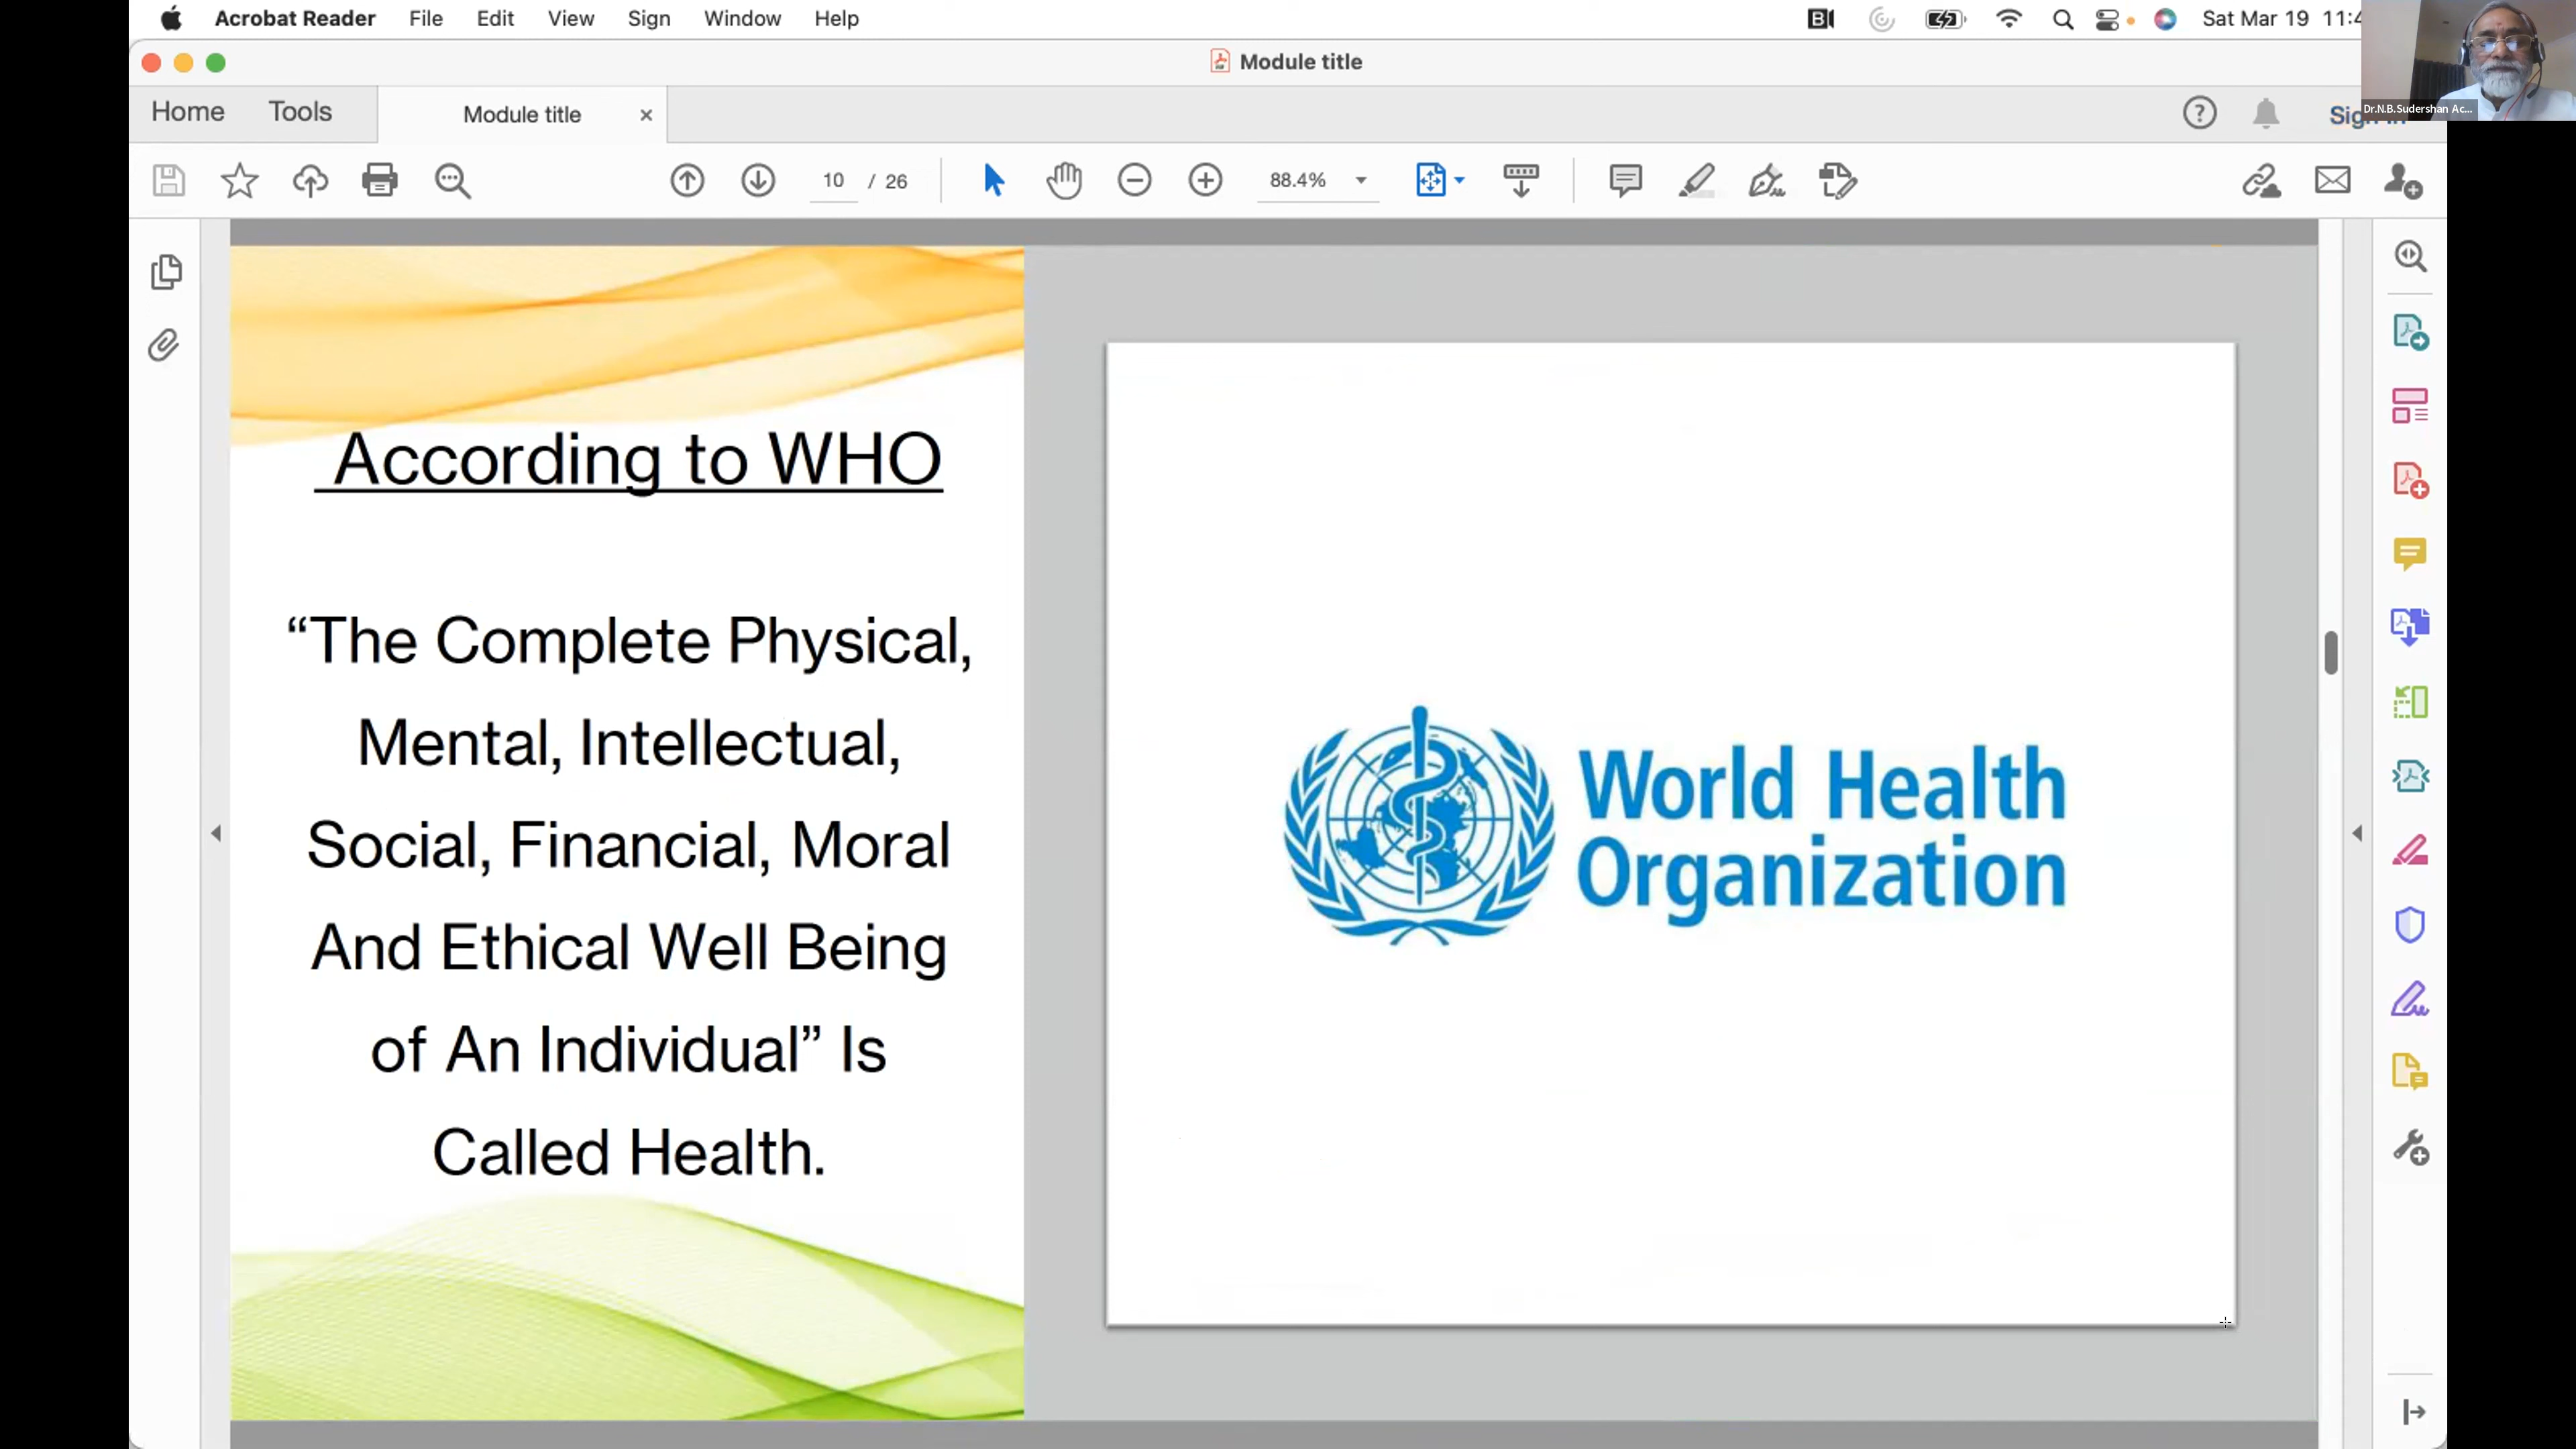 Acrobat Reader File Edit View Sign Window Help
Sat Mar 19 11:4
Module title
Home Tools Module title
Dr.N.B.Sudershan Ac...
10 / 26 88.4%
According to WHO
“The Complete Physical,
Mental, Intellectual,
Social, Financial, Moral
And Ethical Well Being
of An Individual” Is
Called Health.
World Health
Organization